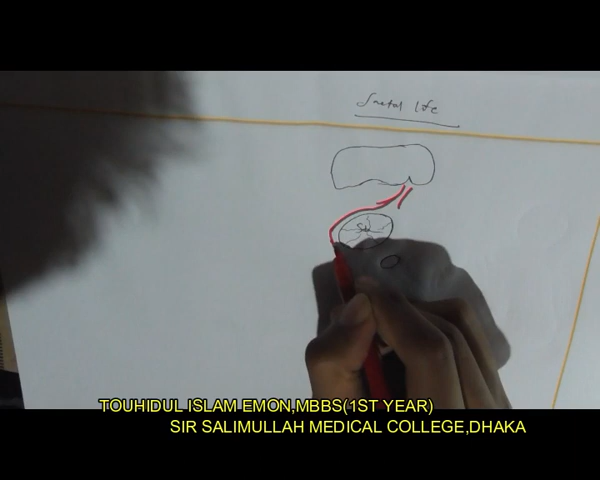 foetal life
TOUHIDUL ISLAM EMON,MBBS(1ST YEAR)
SIR SALIMULLAH MEDICAL COLLEGE,DHAKA